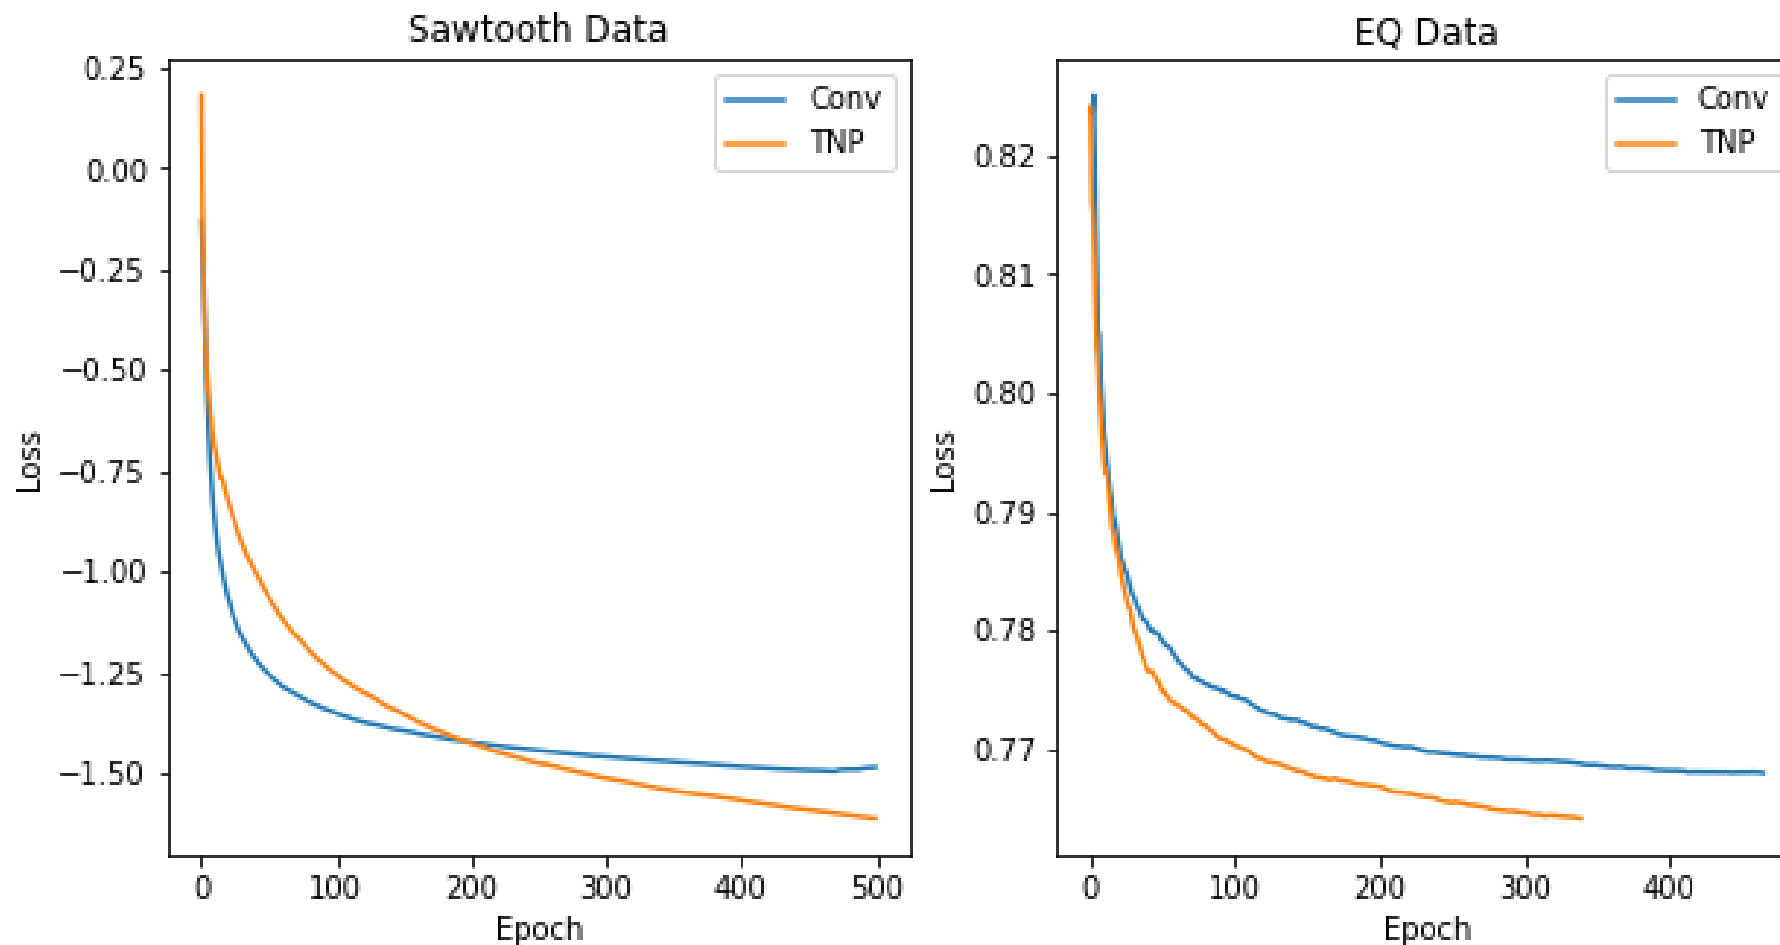 Sawtooth Data
Conv
TNP
0.25
0.00
−0.25
−0.50
−0.75
−1.00
−1.25
−1.50
Loss
0 100 200 300 400 500
Epoch
EQ Data
Conv
TNP
0.82
0.81
0.80
0.79
0.78
0.77
Loss
0 100 200 300 400
Epoch